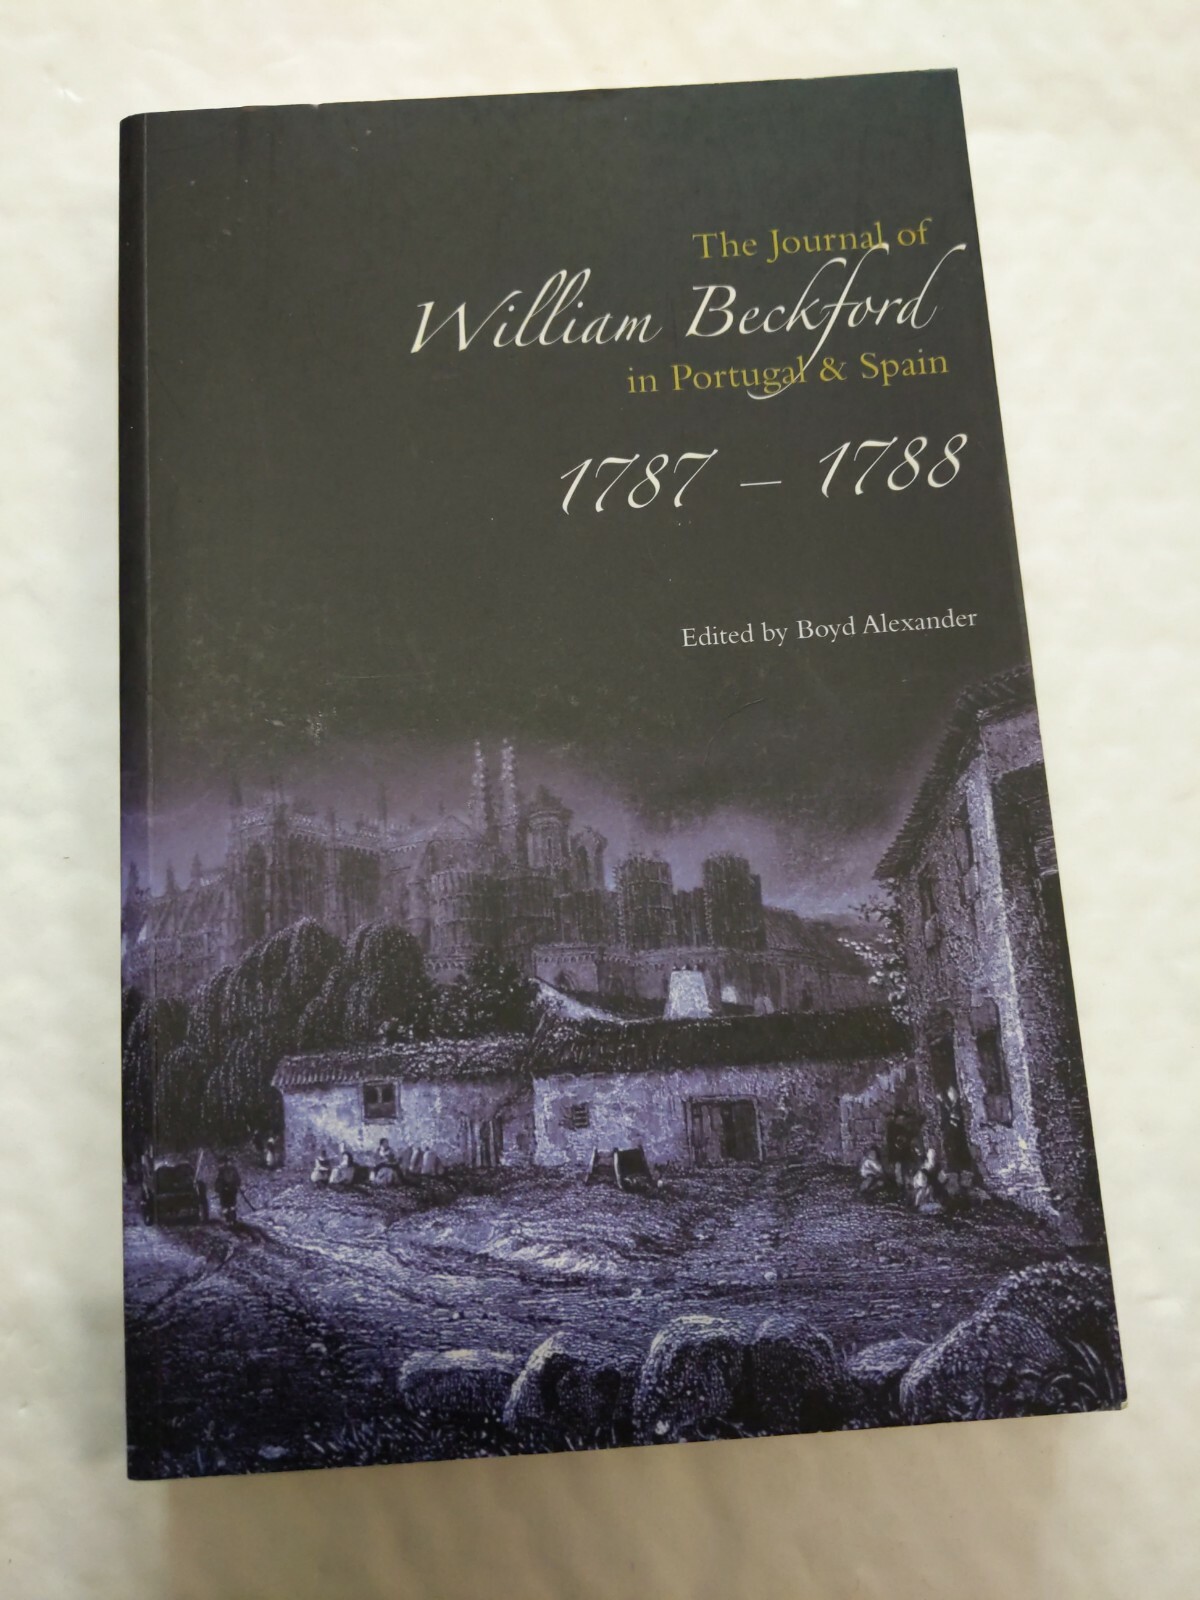 The Journal of
William Beckford
in Portugal & Spain
1787 – 1788
Edited by Boyd Alexander